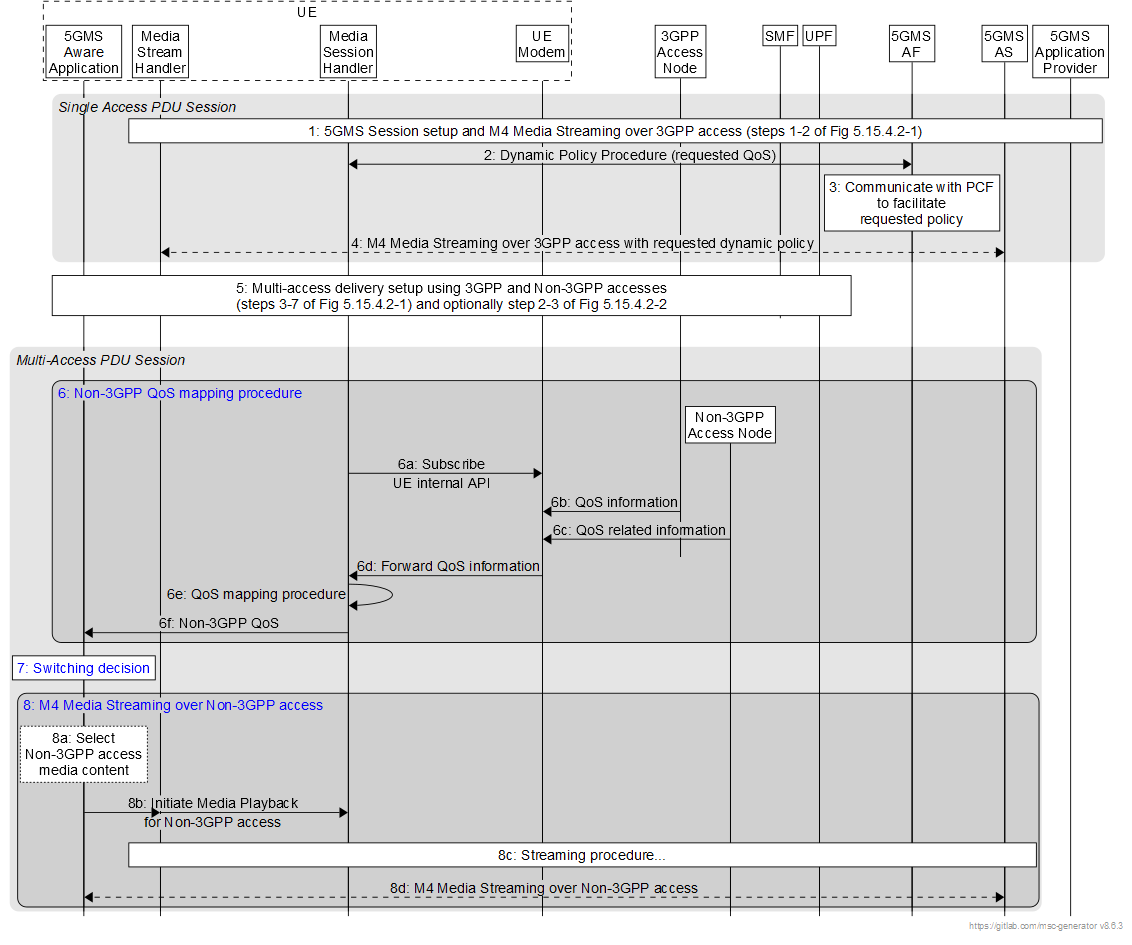 UE
5GMS
Aware
Application
Media
Stream
Handler
Media
Session
Handler
UE
Modem
3GPP
Access
Node
SMF
UPF
5GMS
AF
5GMS
AS
5GMS
Application
Provider
Single Access PDU Session
1: 5GMS Session setup and M4 Media Streaming over 3GPP access (steps 1-2 of Fig 5.15.4.2-1)
2: Dynamic Policy Procedure (requested QoS)
3: Communicate with PCF
to facilitate
requested policy
4: M4 Media Streaming over 3GPP access with requested dynamic policy
5: Multi-access delivery setup using 3GPP and Non-3GPP accesses
(steps 3-7 of Fig 5.15.4.2-1) and optionally step 2-3 of Fig 5.15.4.2-2
Multi-Access PDU Session
6: Non-3GPP QoS mapping procedure
Non-3GPP
Access Node
6a: Subscribe
UE internal API
6b: QoS information
6c: QoS related information
6d: Forward QoS information
6e: QoS mapping procedure
6f: Non-3GPP QoS
7: Switching decision
8: M4 Media Streaming over Non-3GPP access
8a: Select
Non-3GPP access
media content
8b: Initiate Media Playback
for Non-3GPP access
8c: Streaming procedure...
8d: M4 Media Streaming over Non-3GPP access
https://gitlab.com/msc-generator v8.6.3